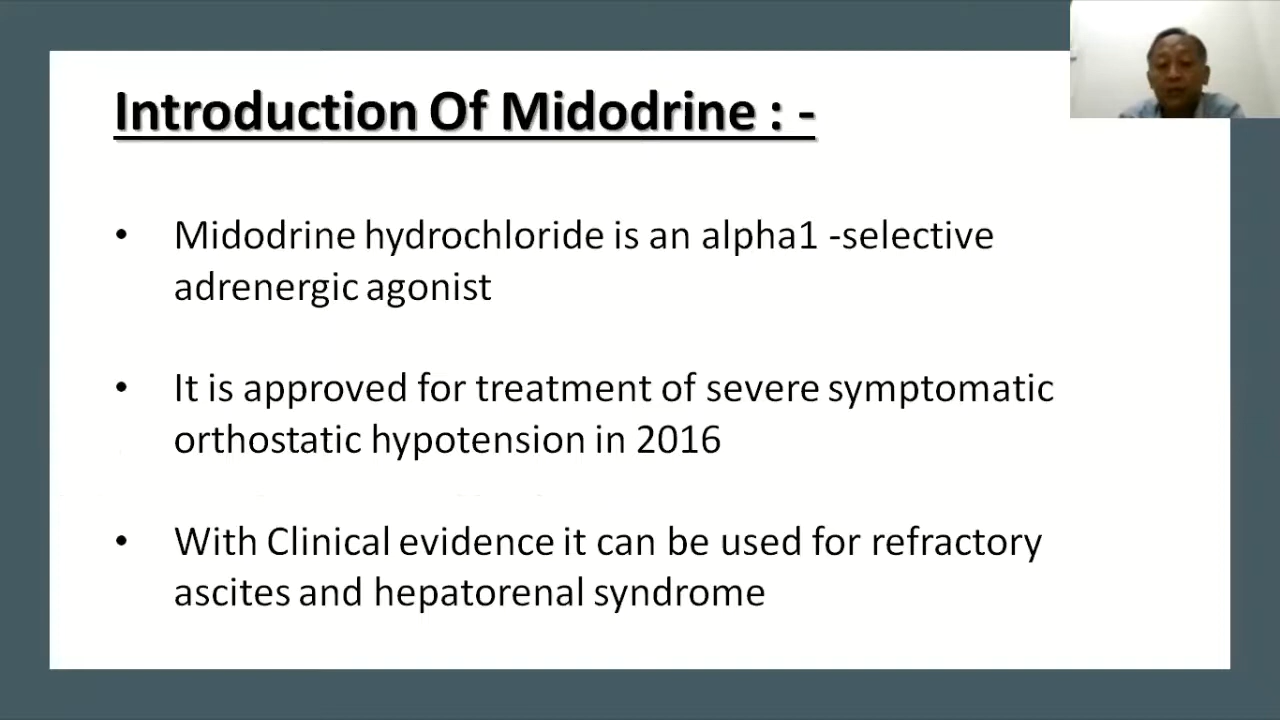 Introduction Of Midodrine : -
• Midodrine hydrochloride is an alpha1 -selective
adrenergic agonist
• It is approved for treatment of severe symptomatic
orthostatic hypotension in 2016
• With Clinical evidence it can be used for refractory
ascites and hepatorenal syndrome